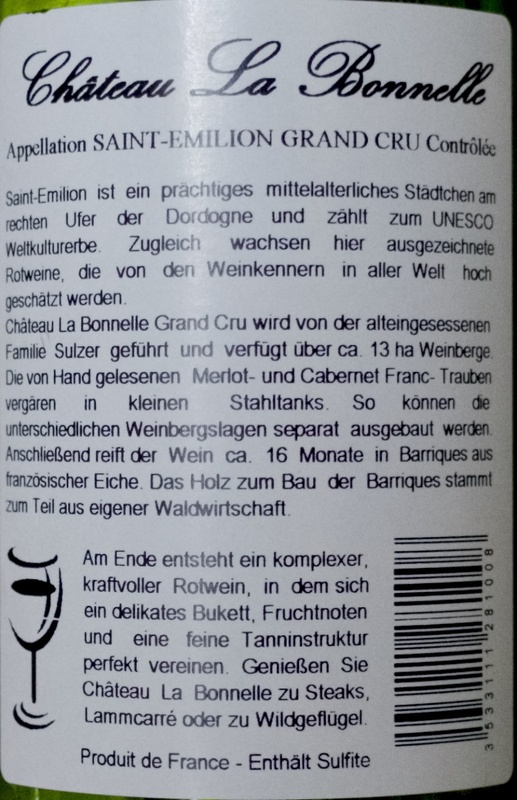 Château La Bonnelle
Appellation SAINT-EMILION GRAND CRU Contrôlée
Saint-Emilion ist ein prächtiges mittelalterliches Städtchen am
rechten Ufer der Dordogne und zählt zum UNESCO
Weltkulturerbe. Zugleich wachsen hier ausgezeichnete
Rotweine, die von den Weinkennern in aller Welt hoch
geschätzt werden.
Château La Bonnelle Grand Cru wird von der alteingesessenen
Familie Sulzer geführt und verfügt über ca. 13 ha Weinberge.
Die von Hand gelesenen Merlot- und Cabernet Franc- Trauben
vergären in kleinen Stahltanks. So können die
unterschiedlichen Weinbergslagen separat ausgebaut werden.
Anschließend reift der Wein ca. 16 Monate in Barriques aus
französischer Eiche. Das Holz zum Bau der Barriques stammt
zum Teil aus eigener Waldwirtschaft.
Am Ende entsteht ein komplexer,
kraftvoller Rotwein, in dem sich
ein delikates Bukett, Fruchtnoten
und eine feine Tanninstruktur
perfekt vereinen. Genießen Sie
Château La Bonnelle zu Steaks,
Lammcarré oder zu Wildgeflügel.
Produit de France - Enthält Sulfite
3 533111 281008